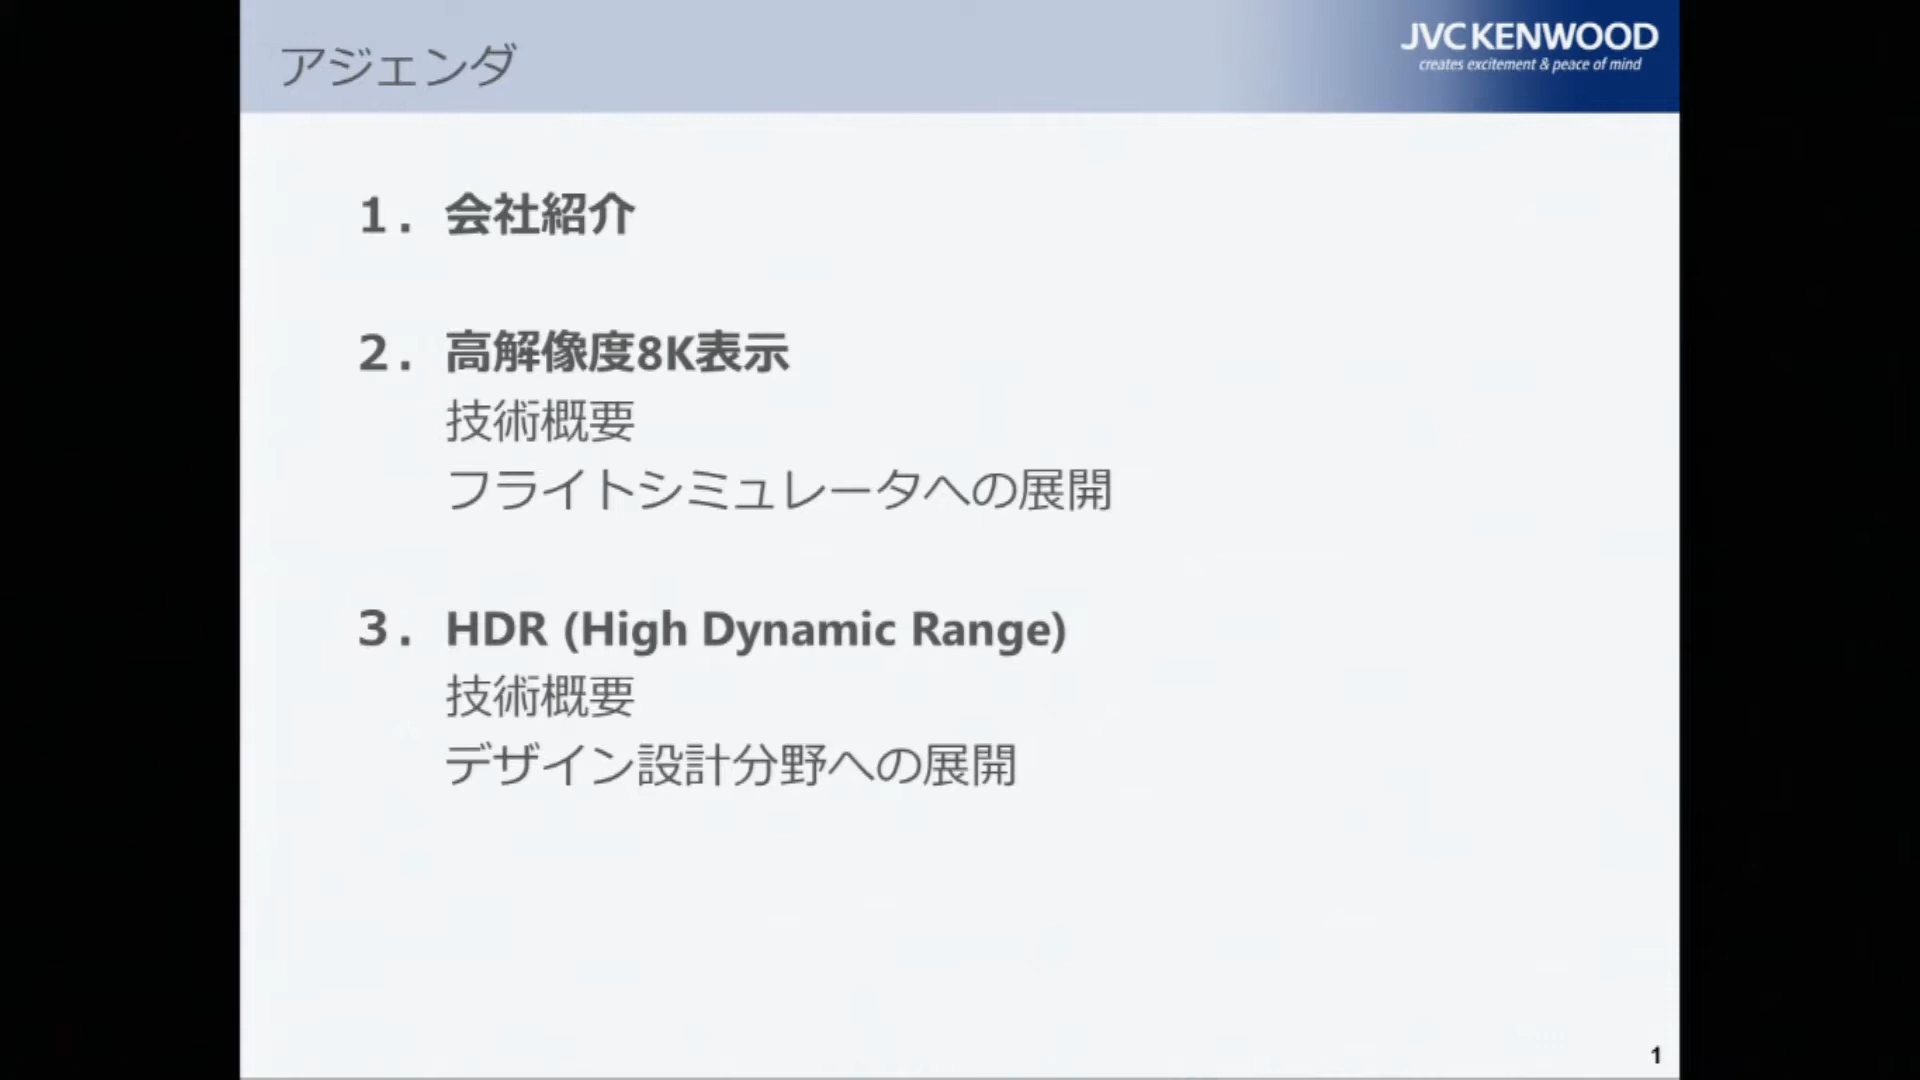 アジェンダ
JVCKENWOOD
creates excitement & peace of mind
１．会社紹介
２．高解像度8K表示
技術概要
フライトシミュレータへの展開
３．HDR (High Dynamic Range)
技術概要
デザイン設計分野への展開
1